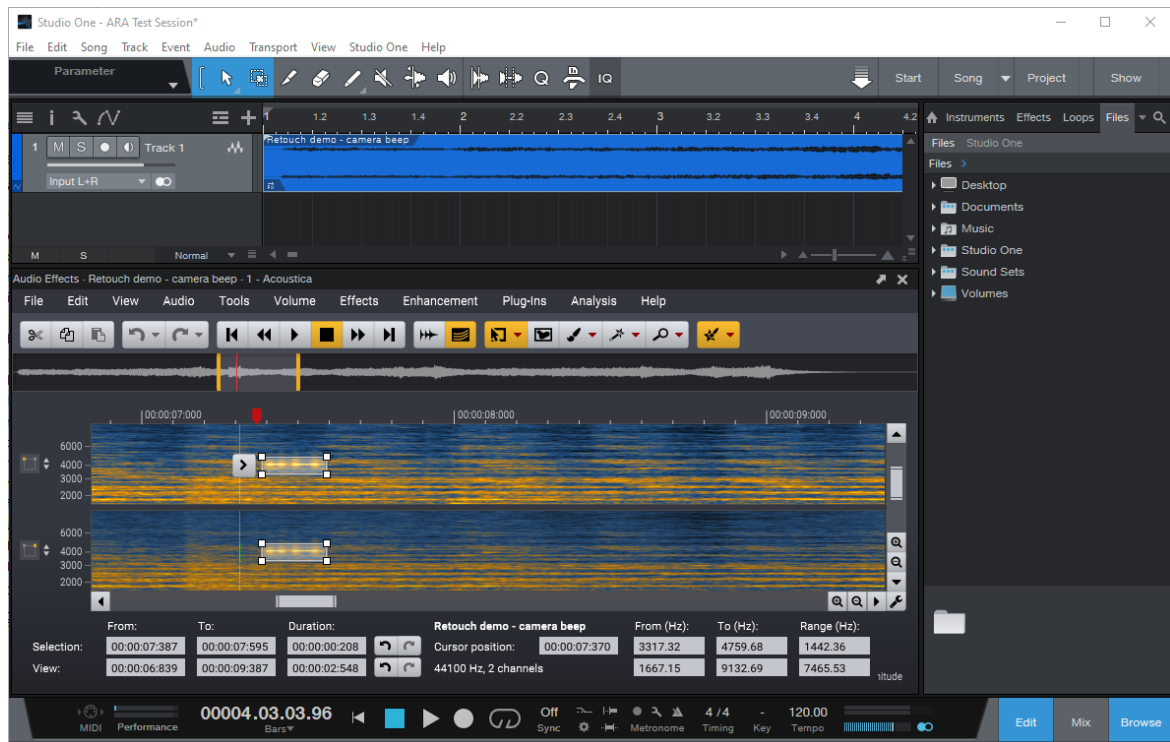 Studio One - ARA Test Session*
File Edit Song Track Event Audio Transport View Studio One Help
Parameter
IQ
Start Song Project Show
1 1.2 1.3 1.4 2 2.2 2.3 2.4 3 3.2 3.3 3.4 4 4.2
Instruments Effects Loops Files
Files Studio One
Files >
Desktop
Documents
Music
Studio One
Sound Sets
Volumes
1 M S Track 1
Input L+R
Retouch demo - camera beep
M S Normal
Audio Effects - Retouch demo - camera beep - 1 - Acoustica
File Edit View Audio Tools Volume Effects Enhancement Plug-Ins Analysis Help
00:00:07:000 00:00:08:000 00:00:09:000
6000
4000
3000
2000
6000
4000
3000
2000
From: To: Duration: Retouch demo - camera beep From (Hz): To (Hz): Range (Hz):
Selection: 00:00:07:387 00:00:07:595 00:00:00:208 Cursor position: 00:00:07:370 3317.32 4759.68 1442.36
View: 00:00:06:839 00:00:09:387 00:00:02:548 44100 Hz, 2 channels 1667.15 9132.69 7465.53
nitude
MIDI Performance
00004.03.03.96
Bars
Off
Sync
Metronome
4 / 4
Timing
-
Key
120.00
Tempo
Edit Mix Browse